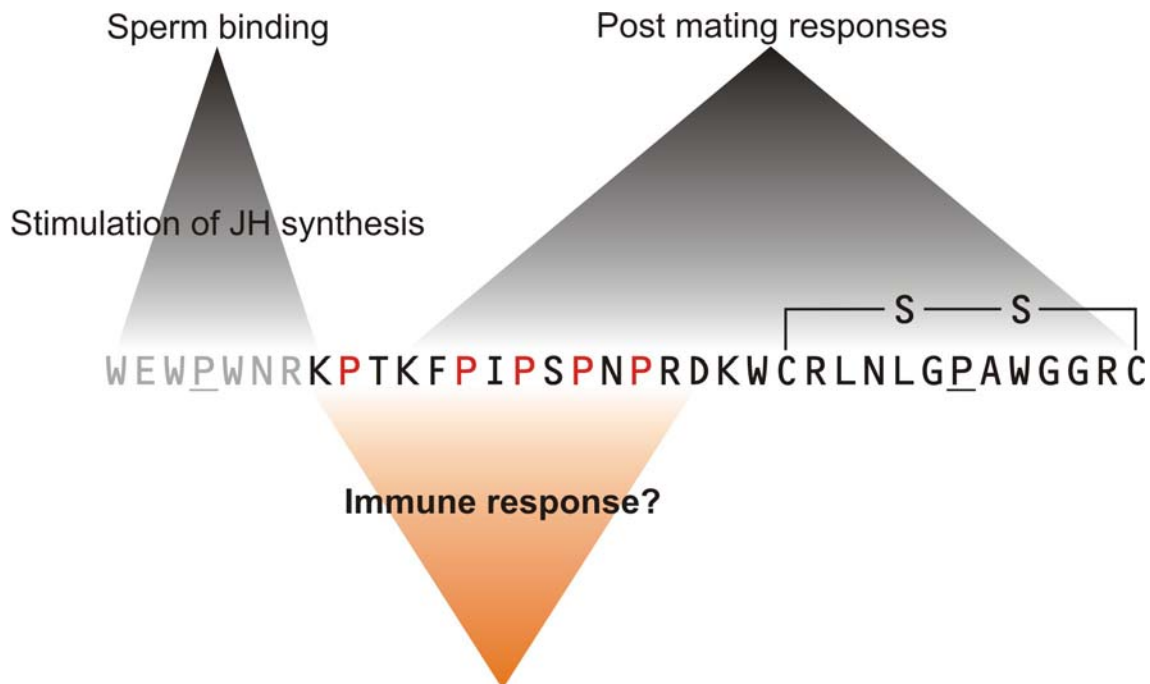 Sperm binding
Post mating responses
Stimulation of JH synthesis
S S
WEWPWNRKPTKFPIPSPNPRDKWCRLNLGPAWGGRC
Immune response?